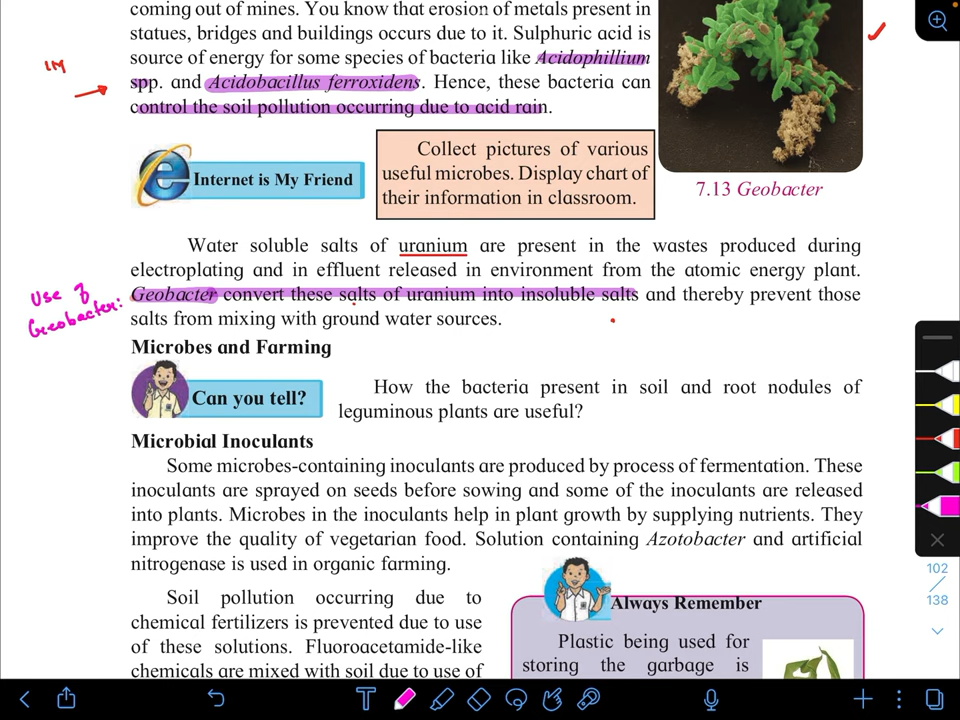 coming out of mines. You know that erosion of metals present in
statues, bridges and buildings occurs due to it. Sulphuric acid is
source of energy for some species of bacteria like Acidophillium
spp. and Acidobacillus ferroxidens. Hence, these bacteria can
control the soil pollution occurring due to acid rain.
IM
Internet is My Friend
Collect pictures of various
useful microbes. Display chart of
their information in classroom.
7.13 Geobacter
Water soluble salts of uranium are present in the wastes produced during
electroplating and in effluent released in environment from the atomic energy plant.
Geobacter convert these salts of uranium into insoluble salts and thereby prevent those
salts from mixing with ground water sources.
Use of
Geobacter:
Microbes and Farming
Can you tell?
How the bacteria present in soil and root nodules of
leguminous plants are useful?
Microbial Inoculants
Some microbes-containing inoculants are produced by process of fermentation. These
inoculants are sprayed on seeds before sowing and some of the inoculants are released
into plants. Microbes in the inoculants help in plant growth by supplying nutrients. They
improve the quality of vegetarian food. Solution containing Azotobacter and artificial
nitrogenase is used in organic farming.
Soil pollution occurring due to
chemical fertilizers is prevented due to use
of these solutions. Fluoroacetamide-like
chemicals are mixed with soil due to use of
Always Remember
Plastic being used for
storing the garbage is
102
138
T